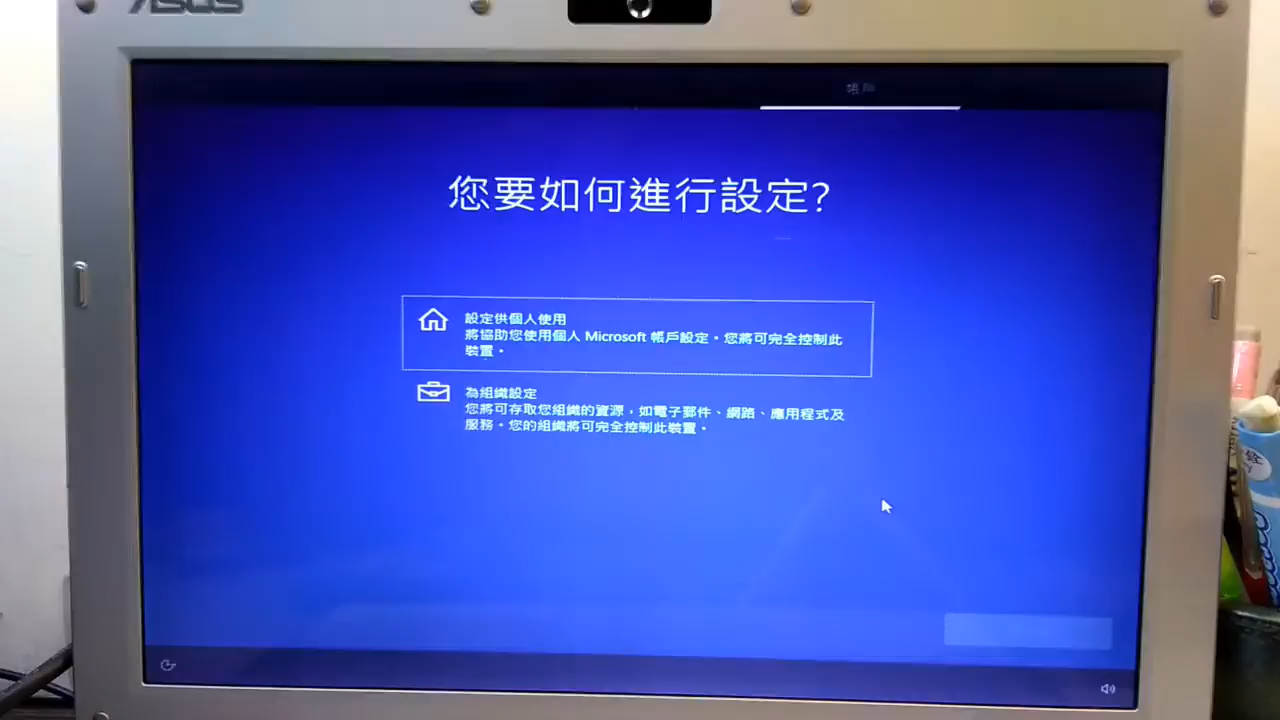 ASUS
帳戶
您要如何進行設定?
設定供個人使用
將協助您使用個人 Microsoft 帳戶設定。您將可完全控制此
裝置。
為組織設定
您將可存取您組織的資源，如電子郵件、網路、應用程式及
服務。您的組織將可完全控制此裝置。